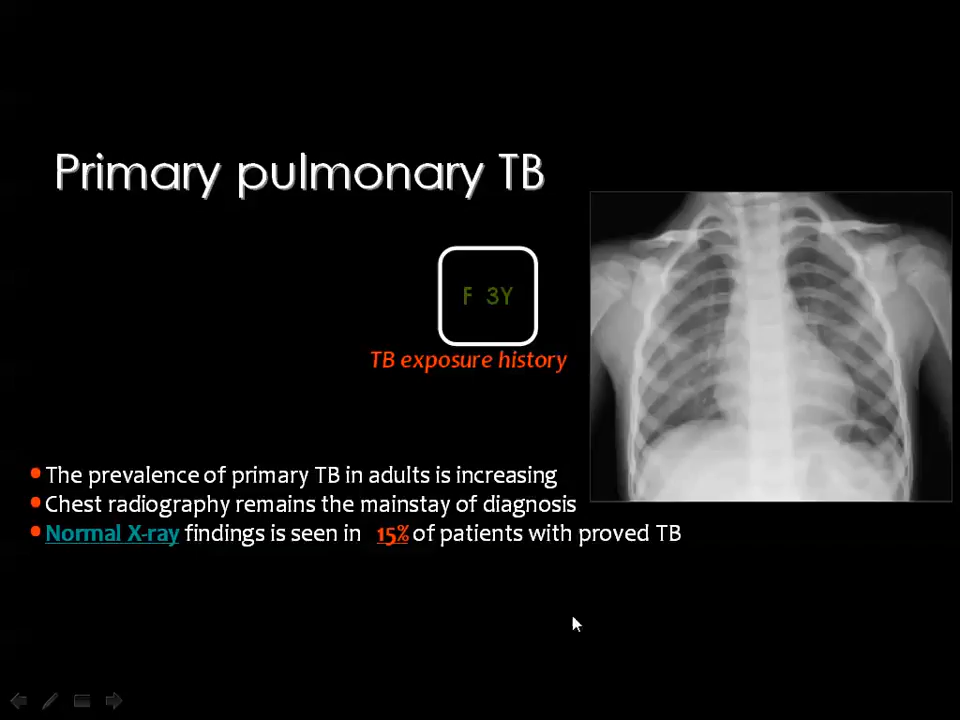 Primary pulmonary TB
F 3Y
TB exposure history
• The prevalence of primary TB in adults is increasing
• Chest radiography remains the mainstay of diagnosis
• Normal X-ray findings is seen in 15% of patients with proved TB